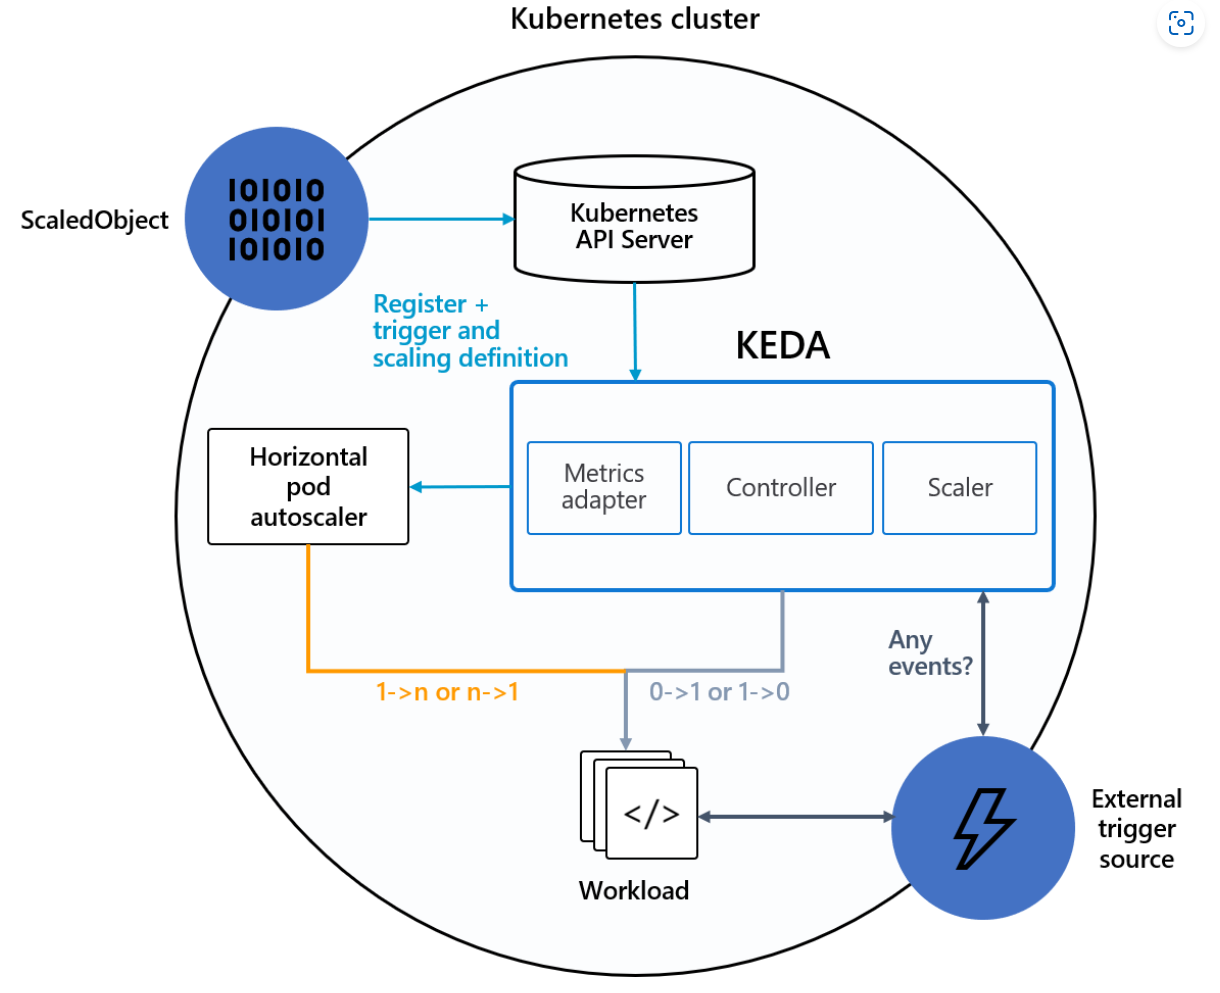 Kubernetes cluster
ScaledObject
101010
010101
101010
Kubernetes
API Server
Register +
trigger and
scaling definition
KEDA
Horizontal
pod
autoscaler
Metrics
adapter
Controller
Scaler
Any
events?
1->n or n->1
0->1 or 1->0
</>
Workload
External
trigger
source